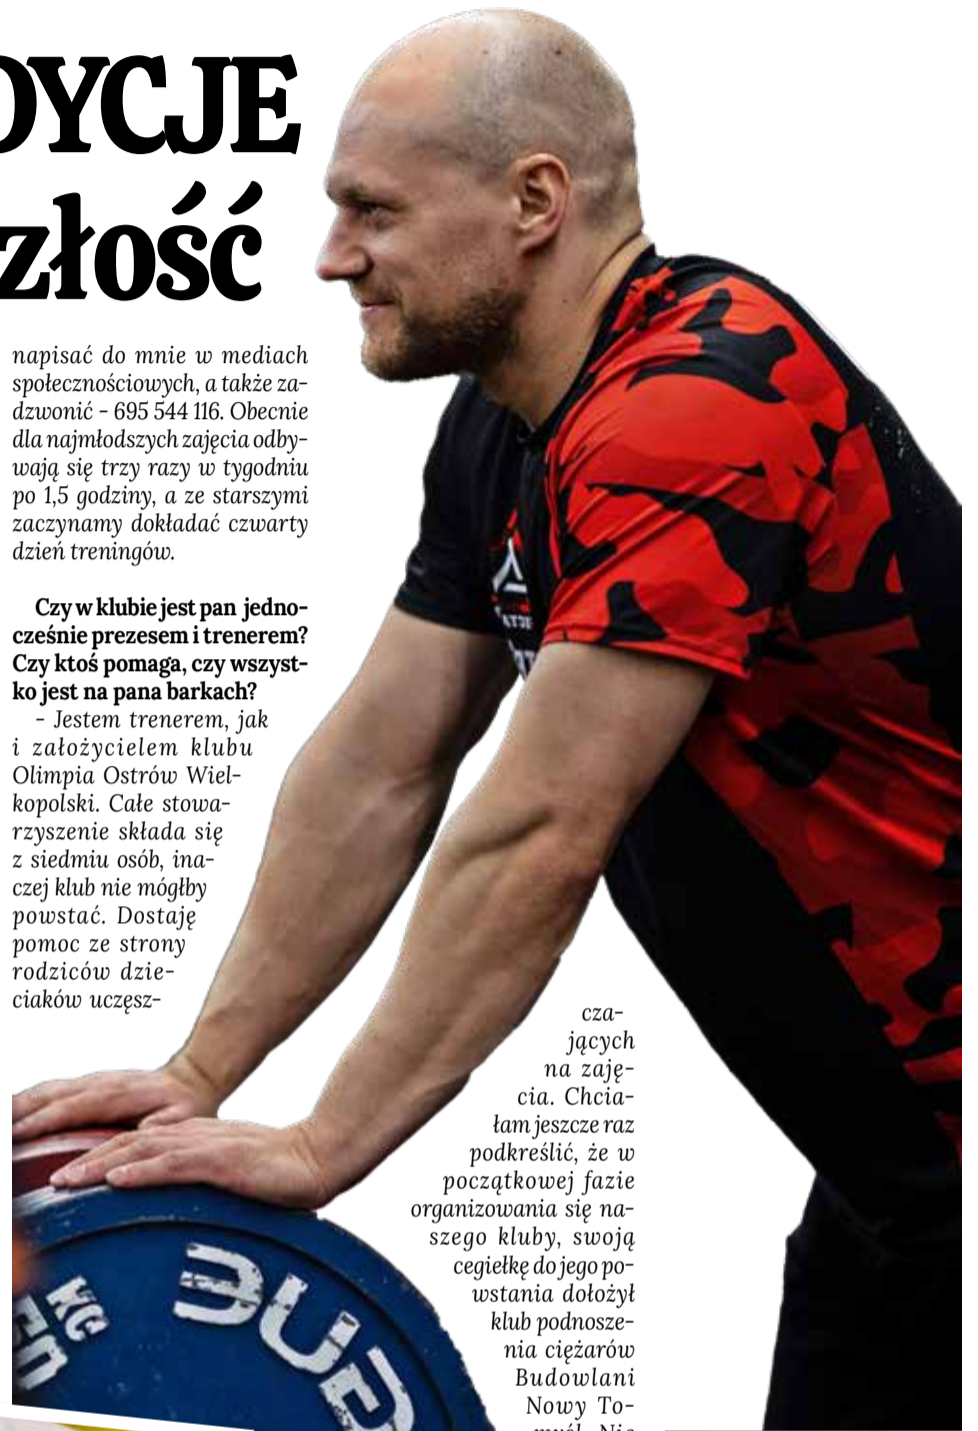 DYCJE
złość
napisać do mnie w mediach
społecznościowych, a także za-
dzwonić - 695 544 116. Obecnie
dla najmłodszych zajęcia odby-
wają się trzy razy w tygodniu
po 1,5 godziny, a ze starszymi
zaczynamy dokładać czwarty
dzień treningów.
Czy w klubie jest pan jedno-
cześnie prezesem i trenerem?
Czy ktoś pomaga, czy wszyst-
ko jest na pana barkach?
- Jestem trenerem, jak
i założycielem klubu
Olimpia Ostrów Wiel-
kopolski. Całe stowa-
rzyszenie składa się
z siedmiu osób, ina-
czej klub nie mógłby
powstać. Dostaję
pomoc ze strony
rodziców dzie-
ciaków uczęsz-
cza-
jących
na zaję-
cia. Chcia-
łam jeszcze raz
podkreślić, że w
początkowej fazie
organizowania się na-
szego kluby, swoją
cegiełkę do jego po-
wstania dołożył
klub podnosze-
nia ciężarów
Budowlani
Nowy To-
KG